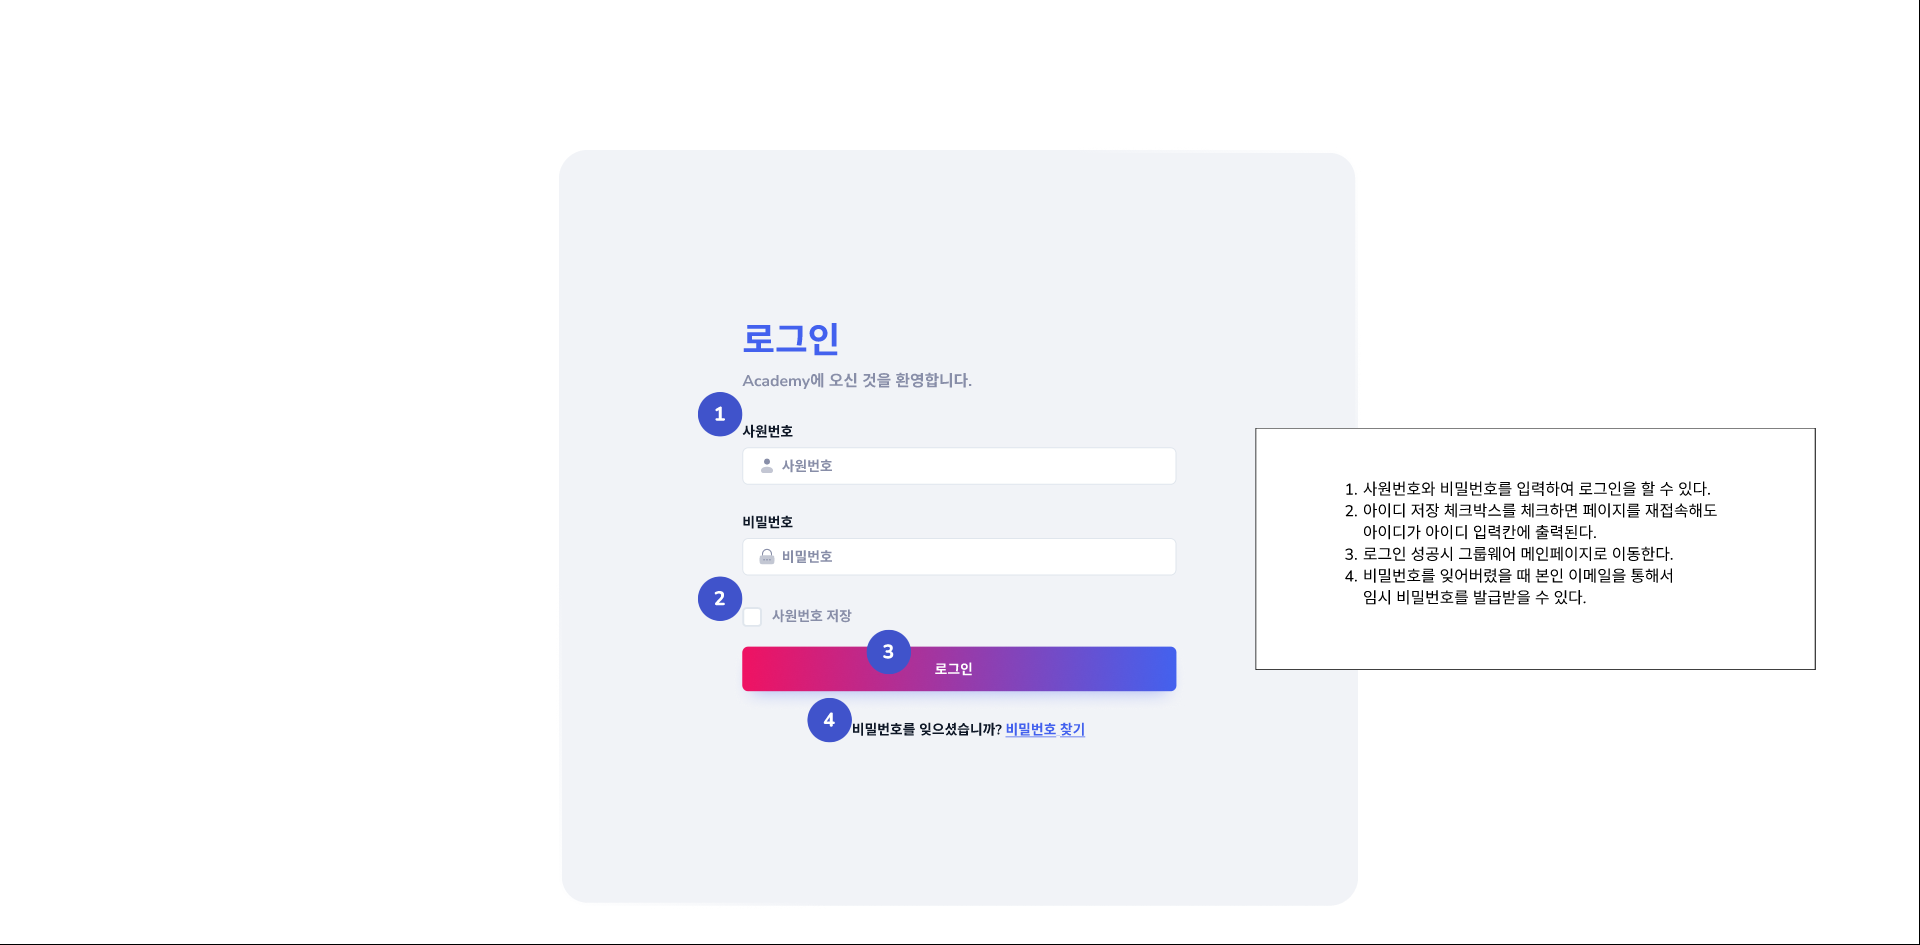 로그인
Academy에 오신 것을 환영합니다.
1
사원번호
사원번호
비밀번호
비밀번호
2
사원번호 저장
3
로그인
4
비밀번호를 잊으셨습니까? 비밀번호 찾기
1. 사원번호와 비밀번호를 입력하여 로그인을 할 수 있다.
2. 아이디 저장 체크박스를 체크하면 페이지를 재접속해도
아이디가 아이디 입력칸에 출력된다.
3. 로그인 성공시 그룹웨어 메인페이지로 이동한다.
4. 비밀번호를 잊어버렸을 때 본인 이메일을 통해서
임시 비밀번호를 발급받을 수 있다.